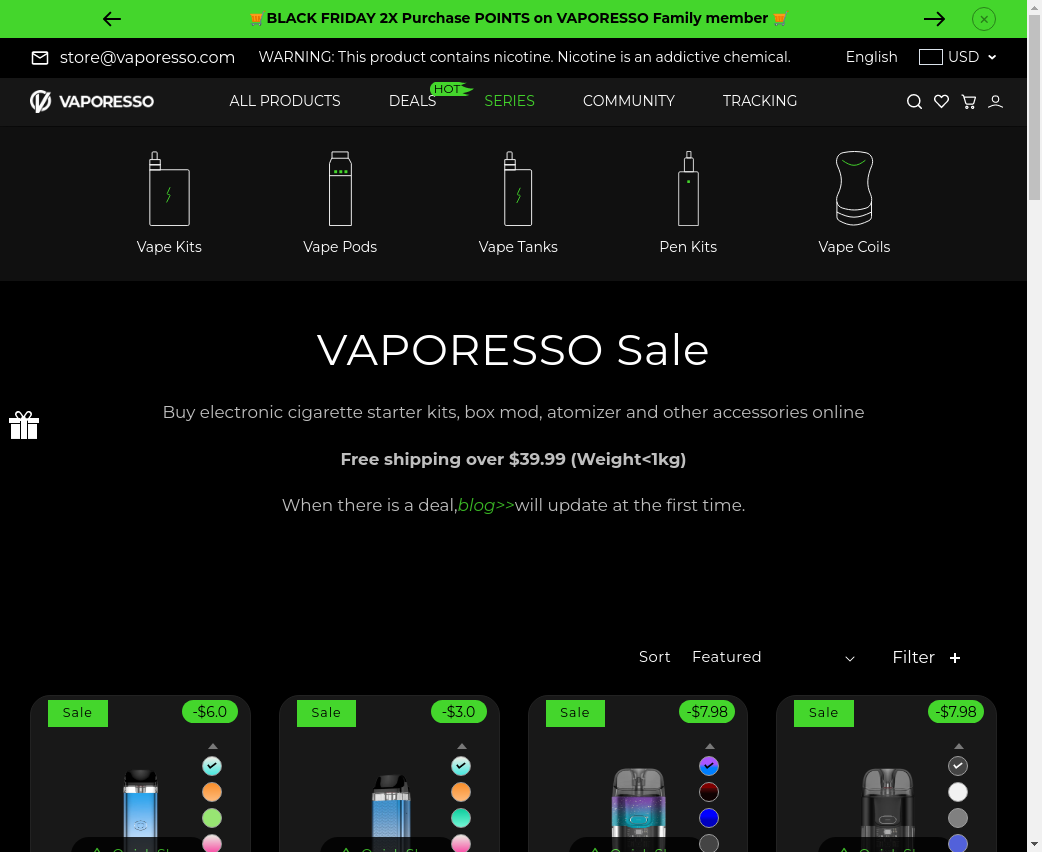 BLACK FRIDAY 2X Purchase POINTS on VAPORESSO Family member
store@vaporesso.com WARNING: This product contains nicotine. Nicotine is an addictive chemical. English USD
VAPORESSO ALL PRODUCTS DEALS HOT SERIES COMMUNITY TRACKING
Vape Kits Vape Pods Vape Tanks Pen Kits Vape Coils
VAPORESSO Sale
Buy electronic cigarette starter kits, box mod, atomizer and other accessories online
Free shipping over $39.99 (Weight<1kg)
When there is a deal,blog>>will update at the first time.
Sort Featured Filter +
Sale -$6.0 Sale -$3.0 Sale -$7.98 Sale -$7.98